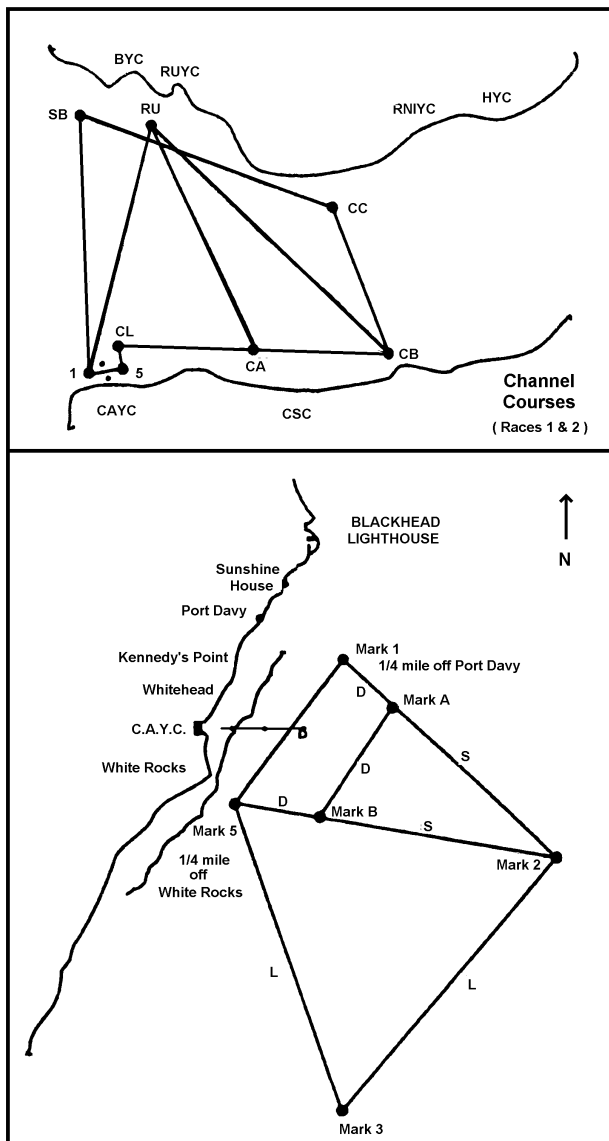 BYC
RUYC
SB
RU
RNIYC
HYC
CC
CL
CA
CB
1
5
CAYC
CSC
Channel
Courses
( Races 1 & 2 )
BLACKHEAD
LIGHTHOUSE
N
Sunshine
House
Port Davy
Kennedy's Point
Mark 1
1/4 mile off Port Davy
Whitehead
D
Mark A
C.A.Y.C.
B
S
White Rocks
D
D
Mark B
S
Mark 5
Mark 2
1/4 mile
off
White Rocks
L
L
Mark 3